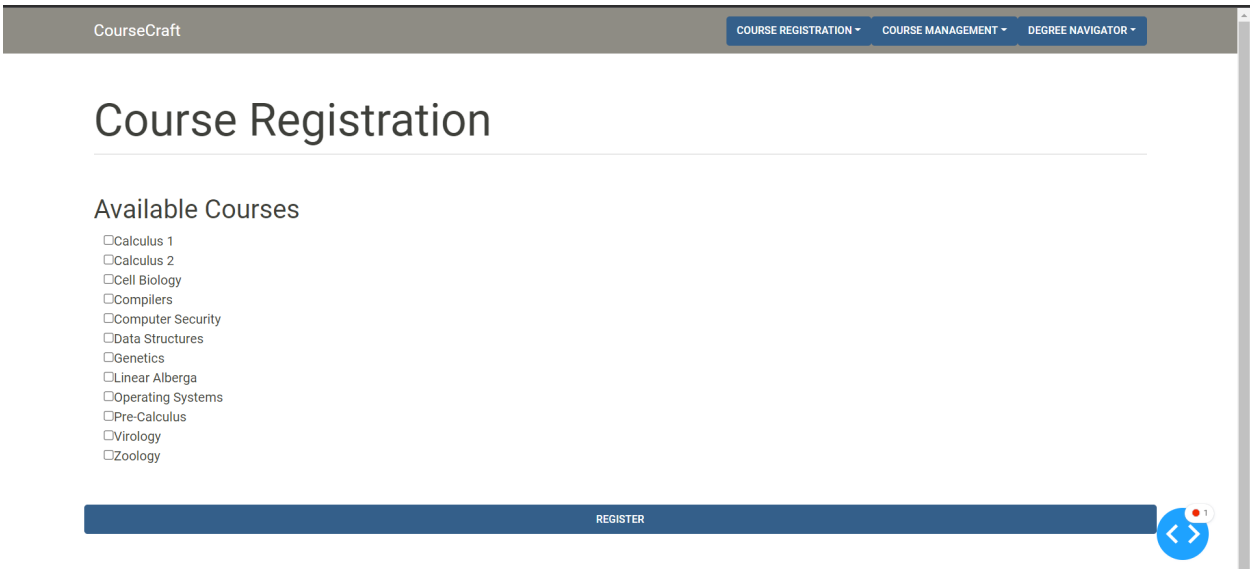 CourseCraft
COURSE REGISTRATION COURSE MANAGEMENT DEGREE NAVIGATOR
Course Registration
Available Courses
Calculus 1
Calculus 2
Cell Biology
Compilers
Computer Security
Data Structures
Genetics
Linear Alberga
Operating Systems
Pre-Calculus
Virology
Zoology
REGISTER
1